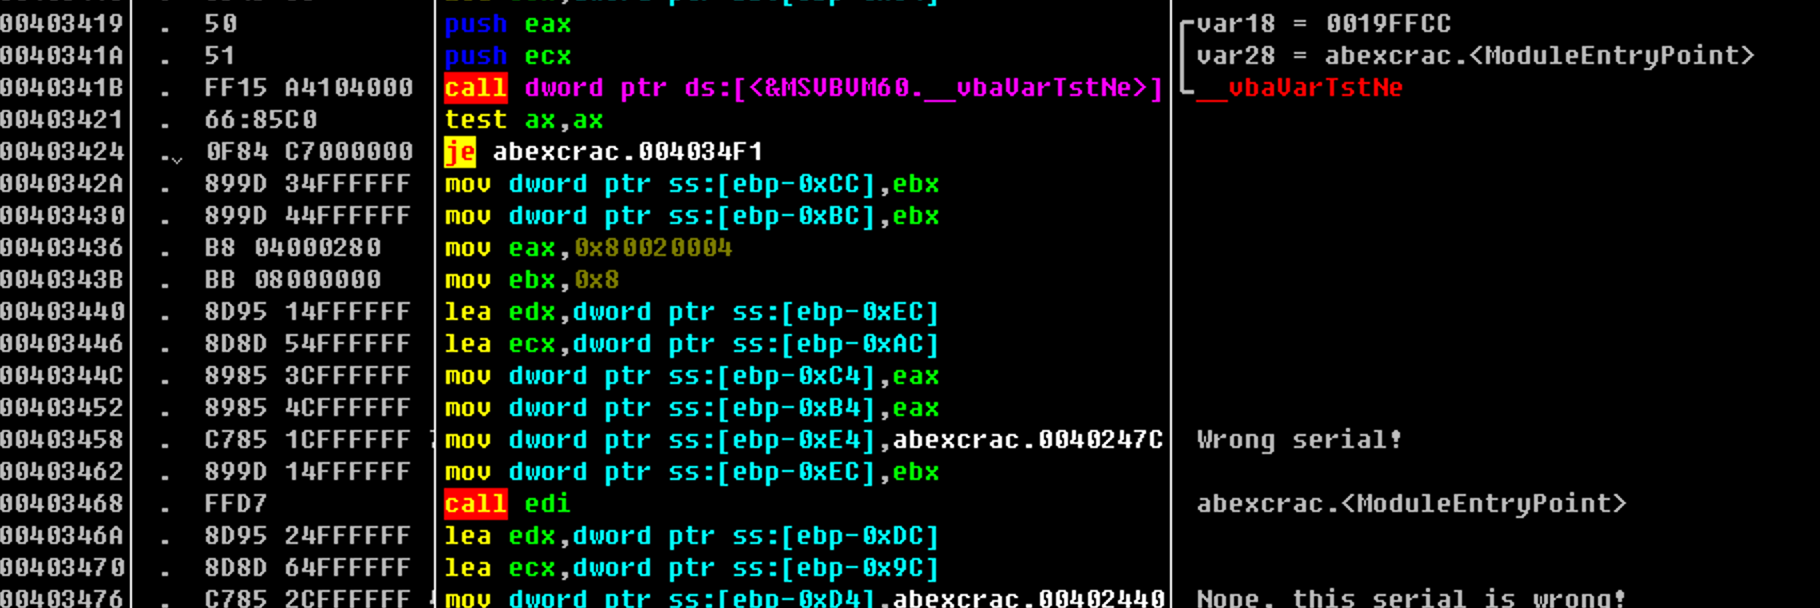 00403419 . 50 push eax ┌var18 = 0019FFCC
0040341A . 51 push ecx │var28 = abexcrac.<ModuleEntryPoint>
0040341B . FF15 A4104000 call dword ptr ds:[<&MSVBVM60.__vbaVarTstNe>] └__vbaVarTstNe
00403421 . 66:85C0 test ax,ax
00403424 .⌄ 0F84 C7000000 je abexcrac.004034F1
0040342A . 899D 34FFFFFF mov dword ptr ss:[ebp-0xCC],ebx
00403430 . 899D 44FFFFFF mov dword ptr ss:[ebp-0xBC],ebx
00403436 . B8 04000280 mov eax,0x80020004
0040343B . BB 08000000 mov ebx,0x8
00403440 . 8D95 14FFFFFF lea edx,dword ptr ss:[ebp-0xEC]
00403446 . 8D8D 54FFFFFF lea ecx,dword ptr ss:[ebp-0xAC]
0040344C . 8985 3CFFFFFF mov dword ptr ss:[ebp-0xC4],eax
00403452 . 8985 4CFFFFFF mov dword ptr ss:[ebp-0xB4],eax
00403458 . C785 1CFFFFFF mov dword ptr ss:[ebp-0xE4],abexcrac.0040247C Wrong serial!
00403462 . 899D 14FFFFFF mov dword ptr ss:[ebp-0xEC],ebx
00403468 . FFD7 call edi abexcrac.<ModuleEntryPoint>
0040346A . 8D95 24FFFFFF lea edx,dword ptr ss:[ebp-0xDC]
00403470 . 8D8D 64FFFFFF lea ecx,dword ptr ss:[ebp-0x9C]
00403476 . C785 2CFFFFFF mov dword ptr ss:[ebp-0xD4],abexcrac.00402440 Nope, this serial is wrong!